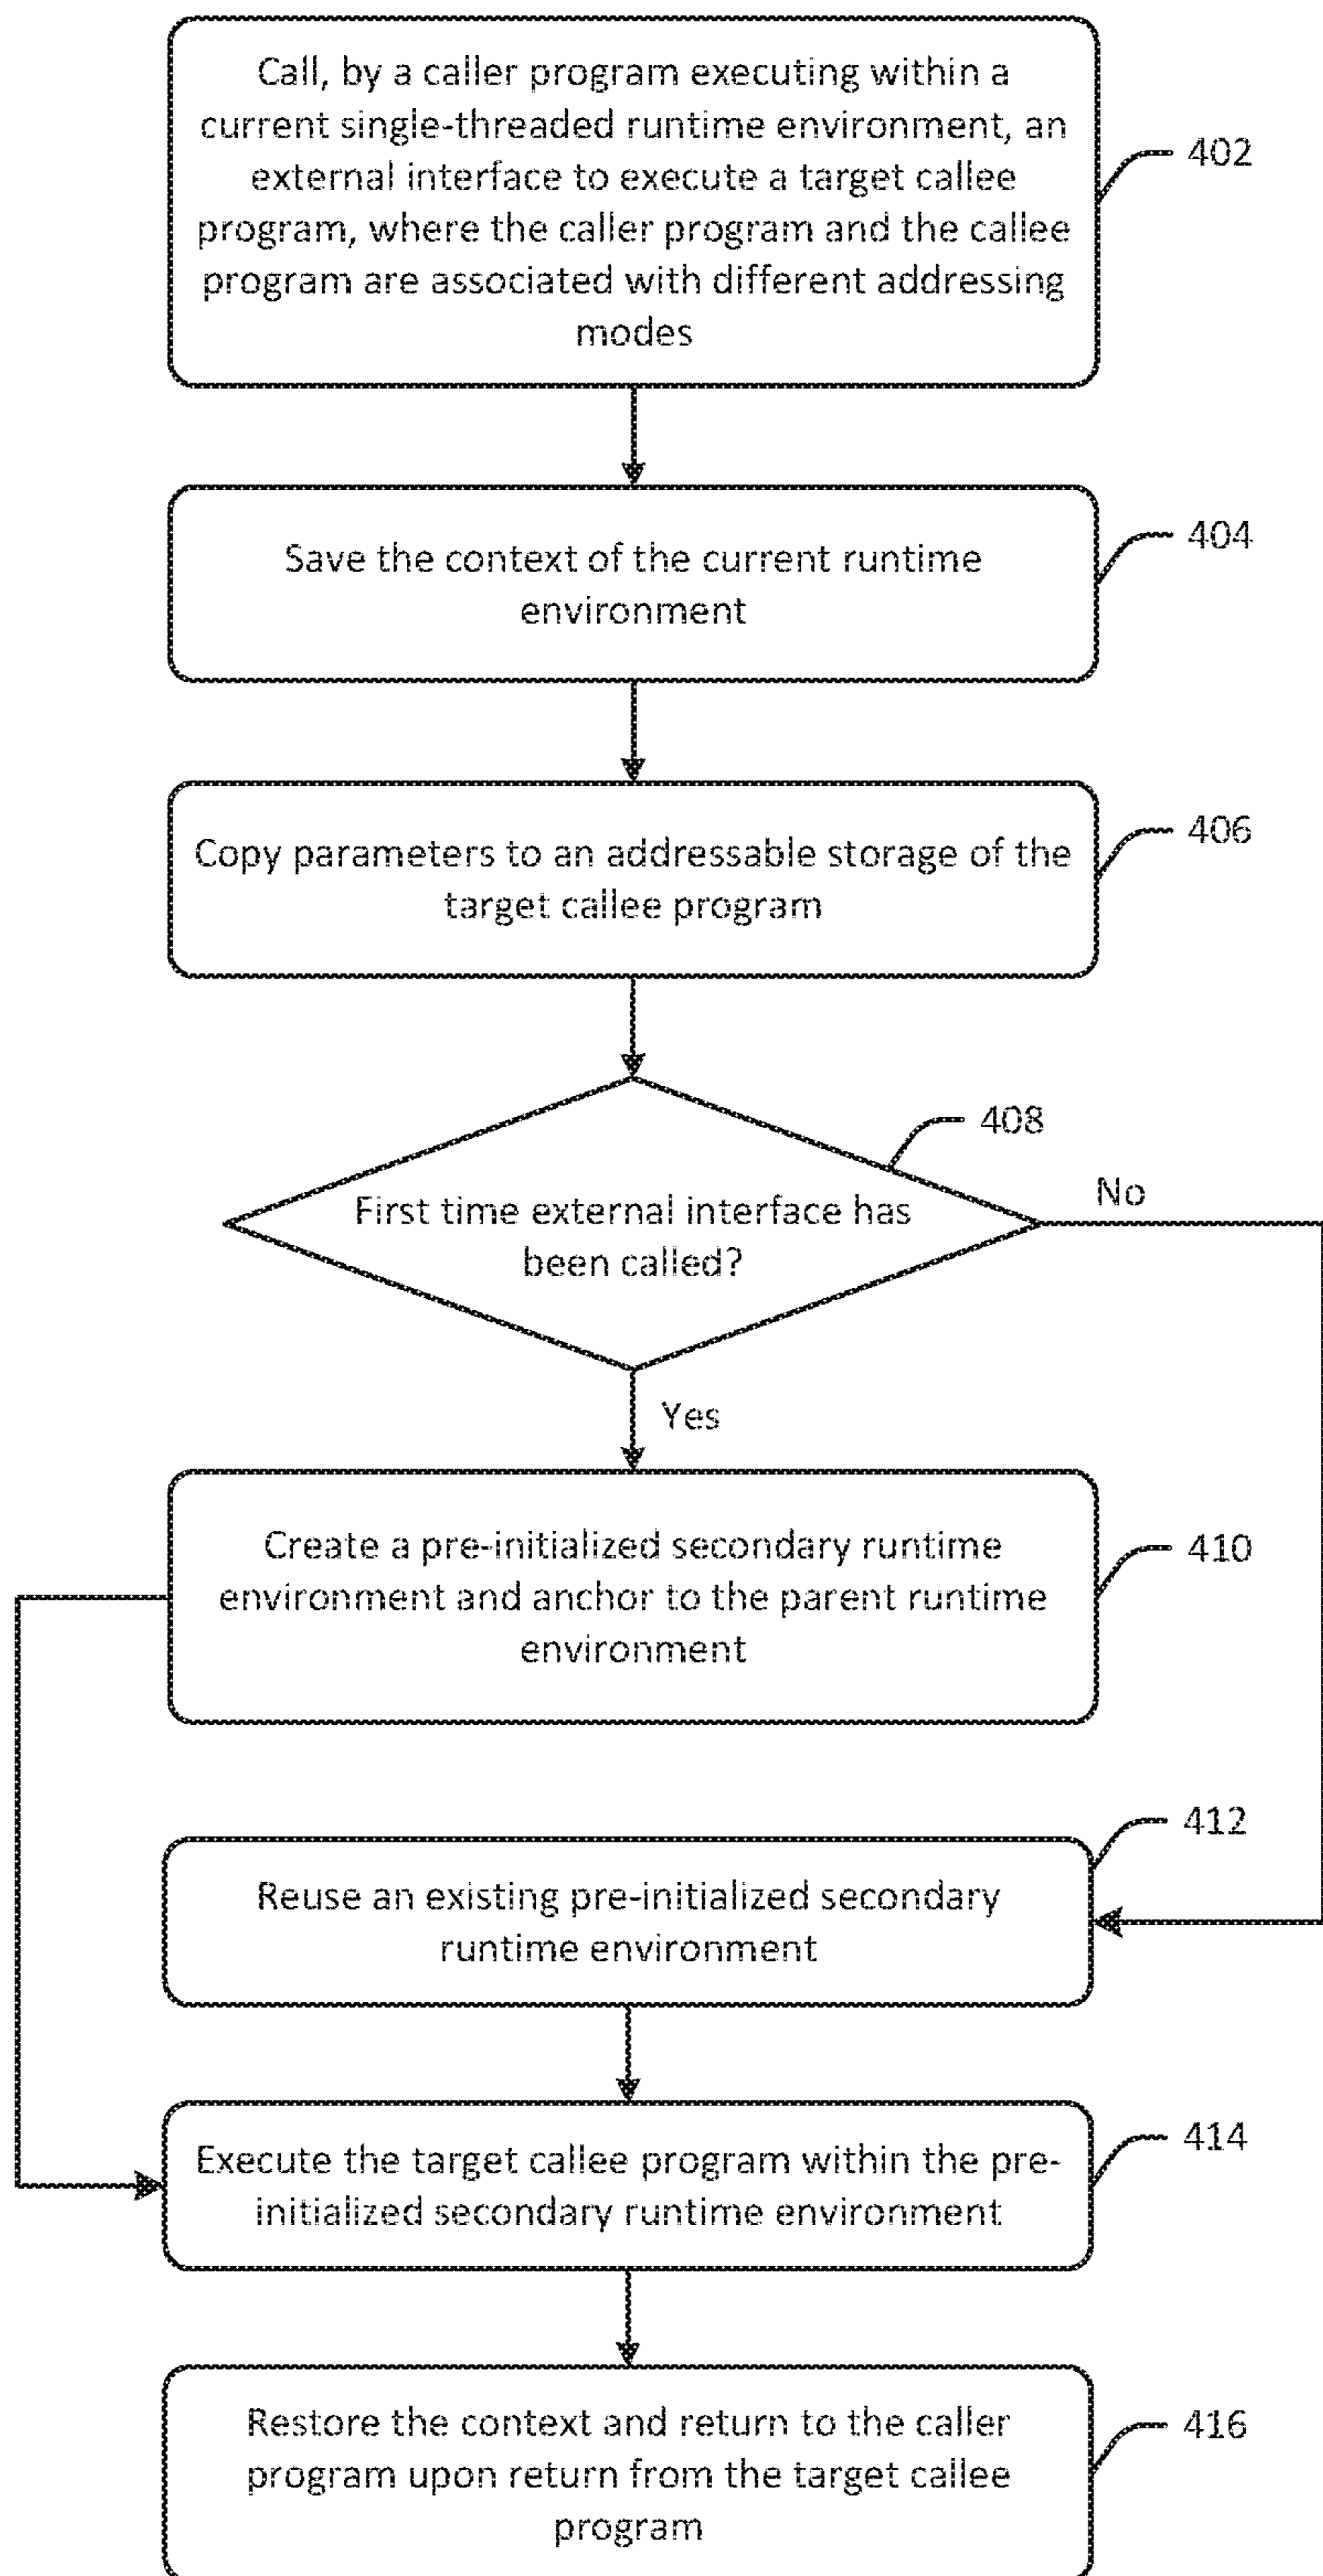 Call, by a caller program executing within a
current single-threaded runtime environment, an
external interface to execute a target callee
program, where the caller program and the callee
program are associated with different addressing
modes
402
Save the context of the current runtime
environment
404
Copy parameters to an addressable storage of the
target callee program
406
408
First time external interface has
been called?
No
Yes
Create a pre-initialized secondary runtime
environment and anchor to the parent runtime
environment
410
412
Reuse an existing pre-initialized secondary
runtime environment
Execute the target callee program within the pre-
initialized secondary runtime environment
414
Restore the context and return to the caller
program upon return from the target callee
program
416